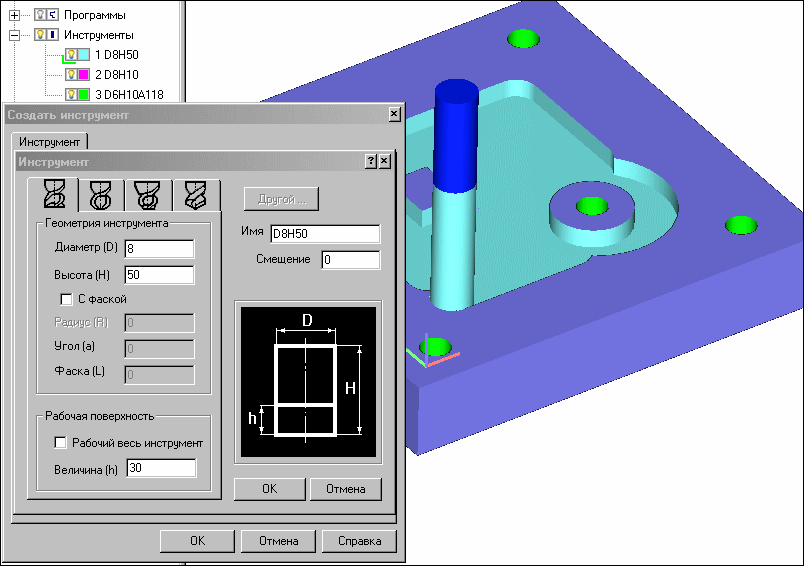 Программы
Инструменты
1 D8H50
2 D8H10
3 D6H10A118
Создать инструмент
Инструмент
Инструмент
Другой ...
Геометрия инструмента
Имя D8H50
Диаметр (D) 8
Смещение 0
Высота (H) 50
С фаской
Радиус (R) 0
Угол (a) 0
Фаска (L) 0
D
H
h
Рабочая поверхность
Рабочий весь инструмент
Величина (h) 30
OK Отмена
OK Отмена Справка